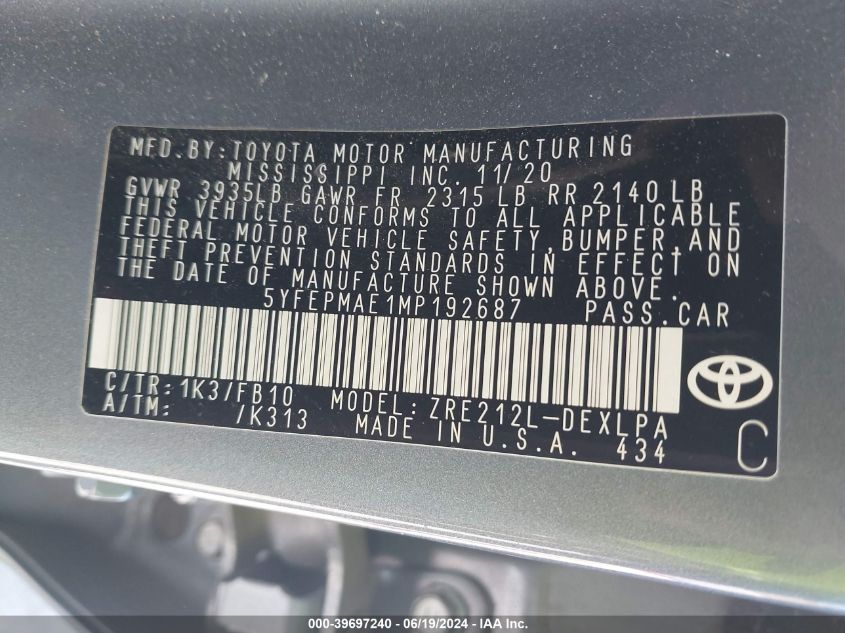 MFD.BY:TOYOTA MOTOR MANUFACTURING
MISSISSIPPI INC. 11/20
GVWR 3935LB GAWR FR 2315 LB RR 2140 LB
THIS VEHICLE CONFORMS TO ALL APPLICABLE
FEDERAL MOTOR VEHICLE SAFETY,BUMPER,AND
THEFT PREVENTION STANDARDS IN EFFECT ON
THE DATE OF MANUFACTURE SHOWN ABOVE.
5YFEPMAE1MP192687 PASS.CAR
C/TR:1K3/FB10 MODEL:ZRE212L-DEXLPA
A/TM: /K313 MADE IN U.S.A. 434
C
000-39697240 - 06/19/2024 - IAA Inc.